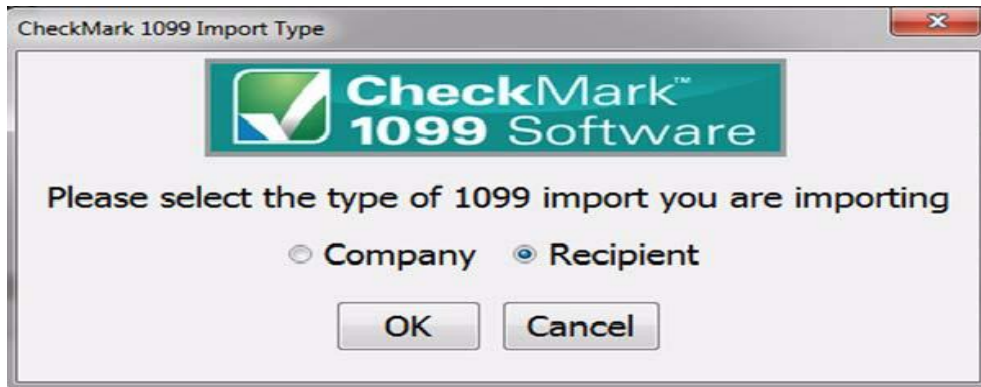 CheckMark 1099 Import Type
CheckMark™
1099 Software
Please select the type of 1099 import you are importing
Company Recipient
OK Cancel